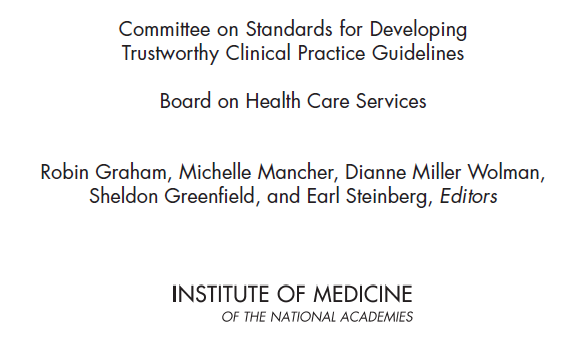 Committee on Standards for Developing
Trustworthy Clinical Practice Guidelines
Board on Health Care Services
Robin Graham, Michelle Mancher, Dianne Miller Wolman,
Sheldon Greenfield, and Earl Steinberg, Editors
INSTITUTE OF MEDICINE
OF THE NATIONAL ACADEMIES